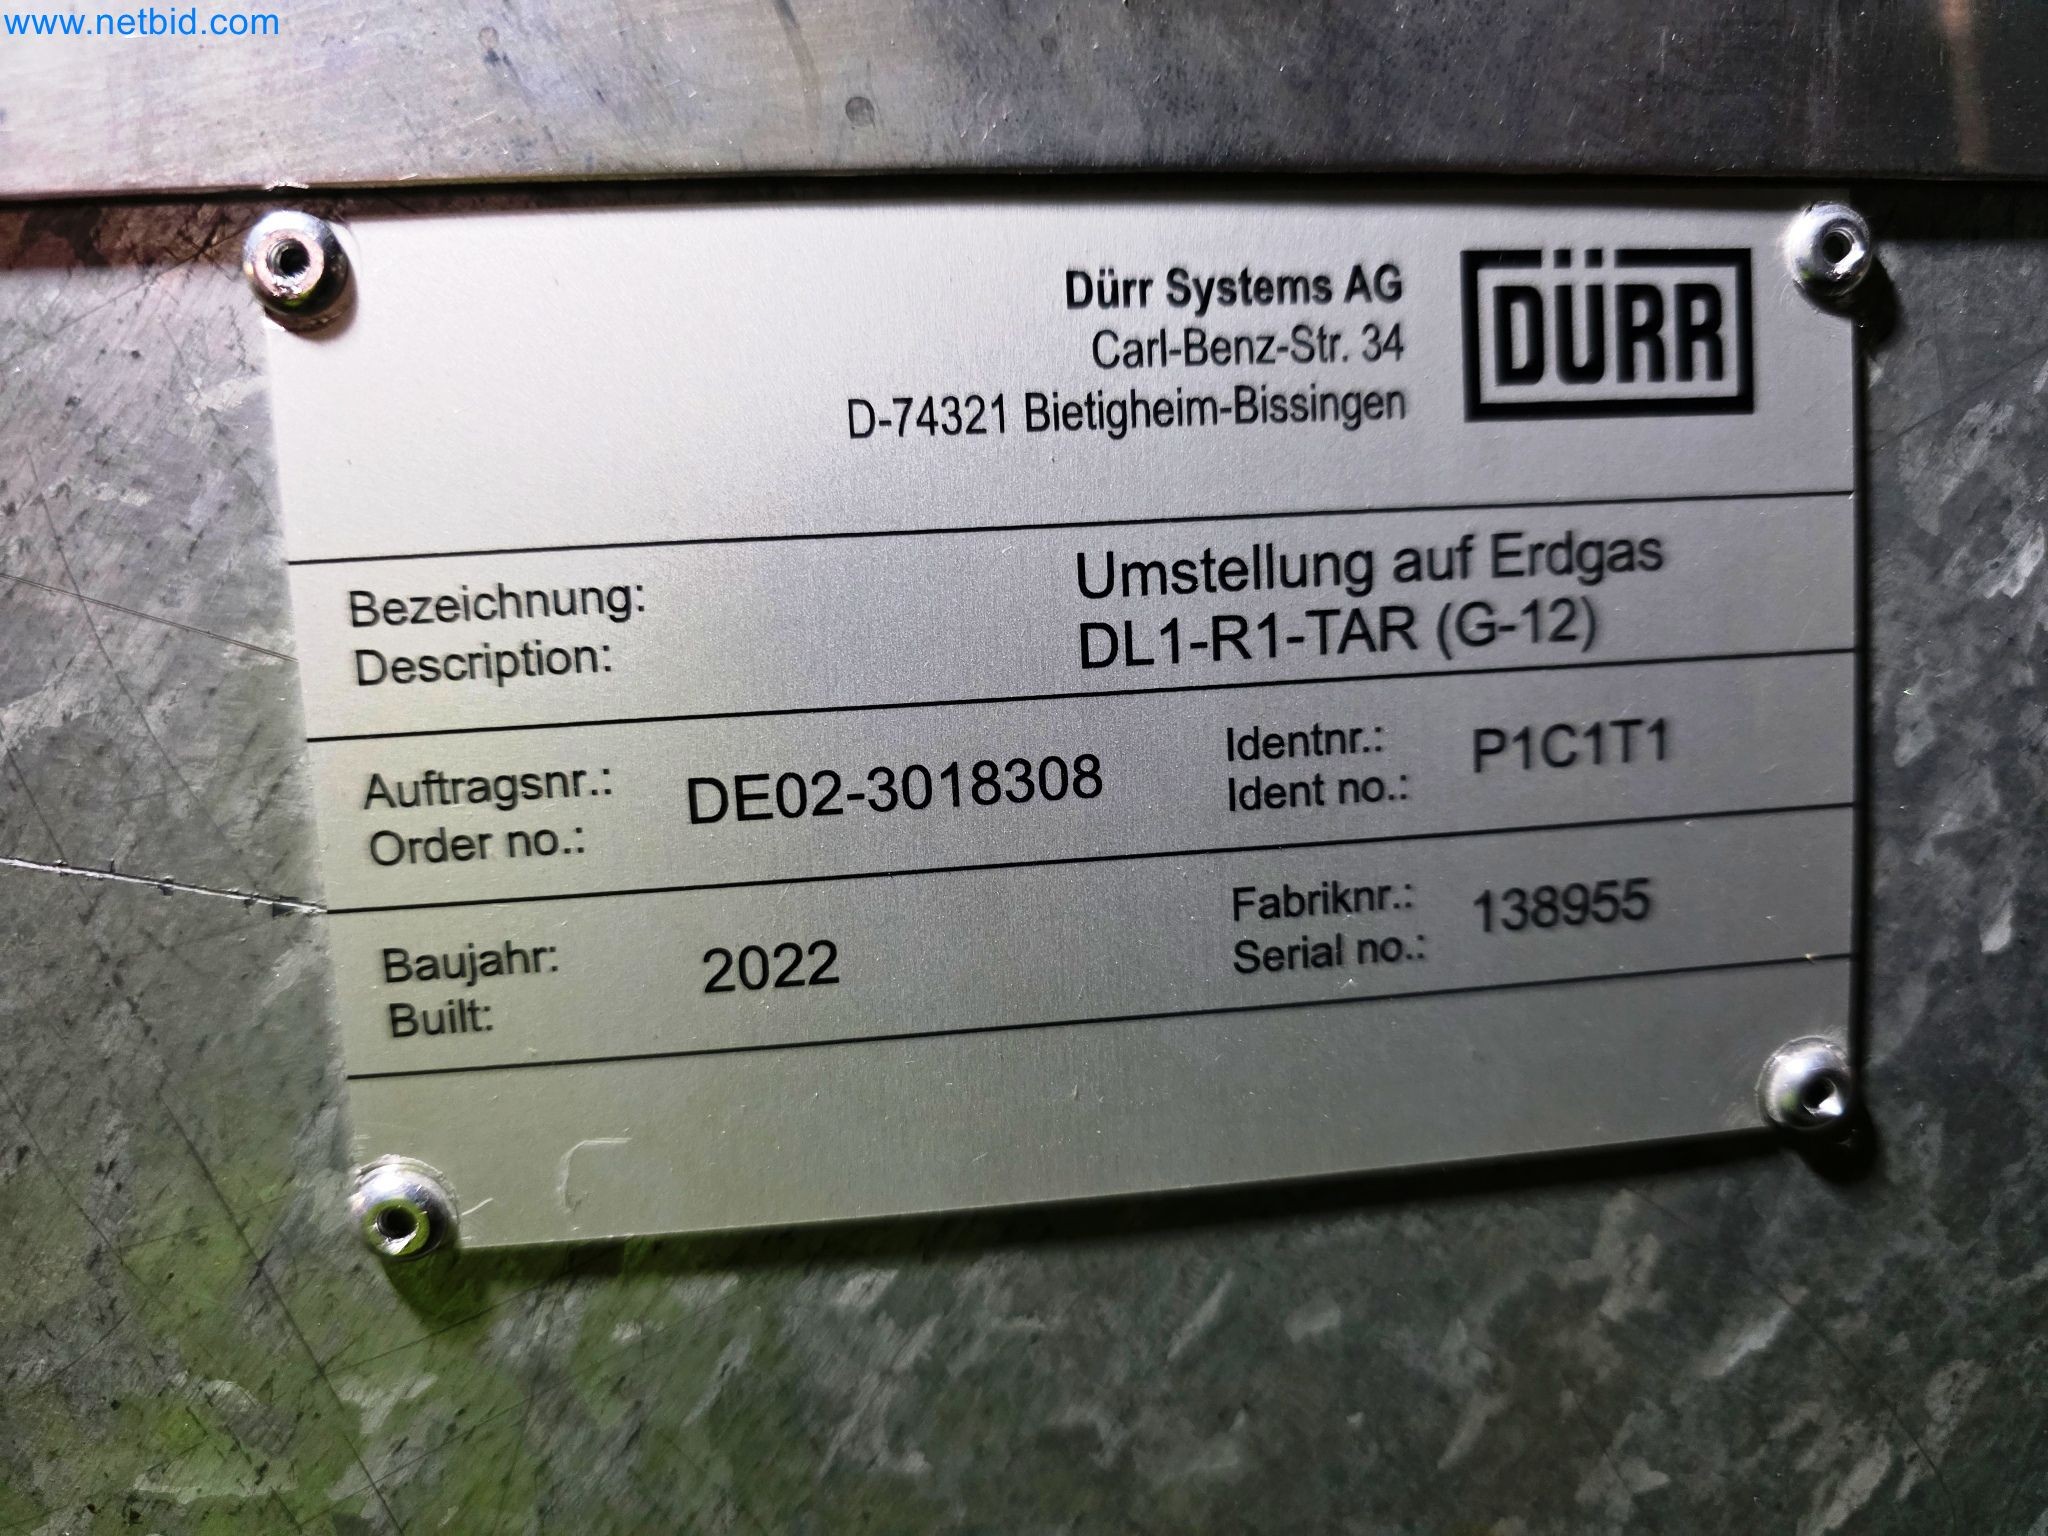 www.netbid.com
Dürr Systems AG
Carl-Benz-Str. 34
D-74321 Bietigheim-Bissingen
DÜRR
Bezeichnung:
Description:
Umstellung auf Erdgas
DL1-R1-TAR (G-12)
Auftragsnr.:
Order no.:
DE02-3018308
Identnr.:
Ident no.:
P1C1T1
Baujahr:
Built:
2022
Fabriknr.:
Serial no.:
138955